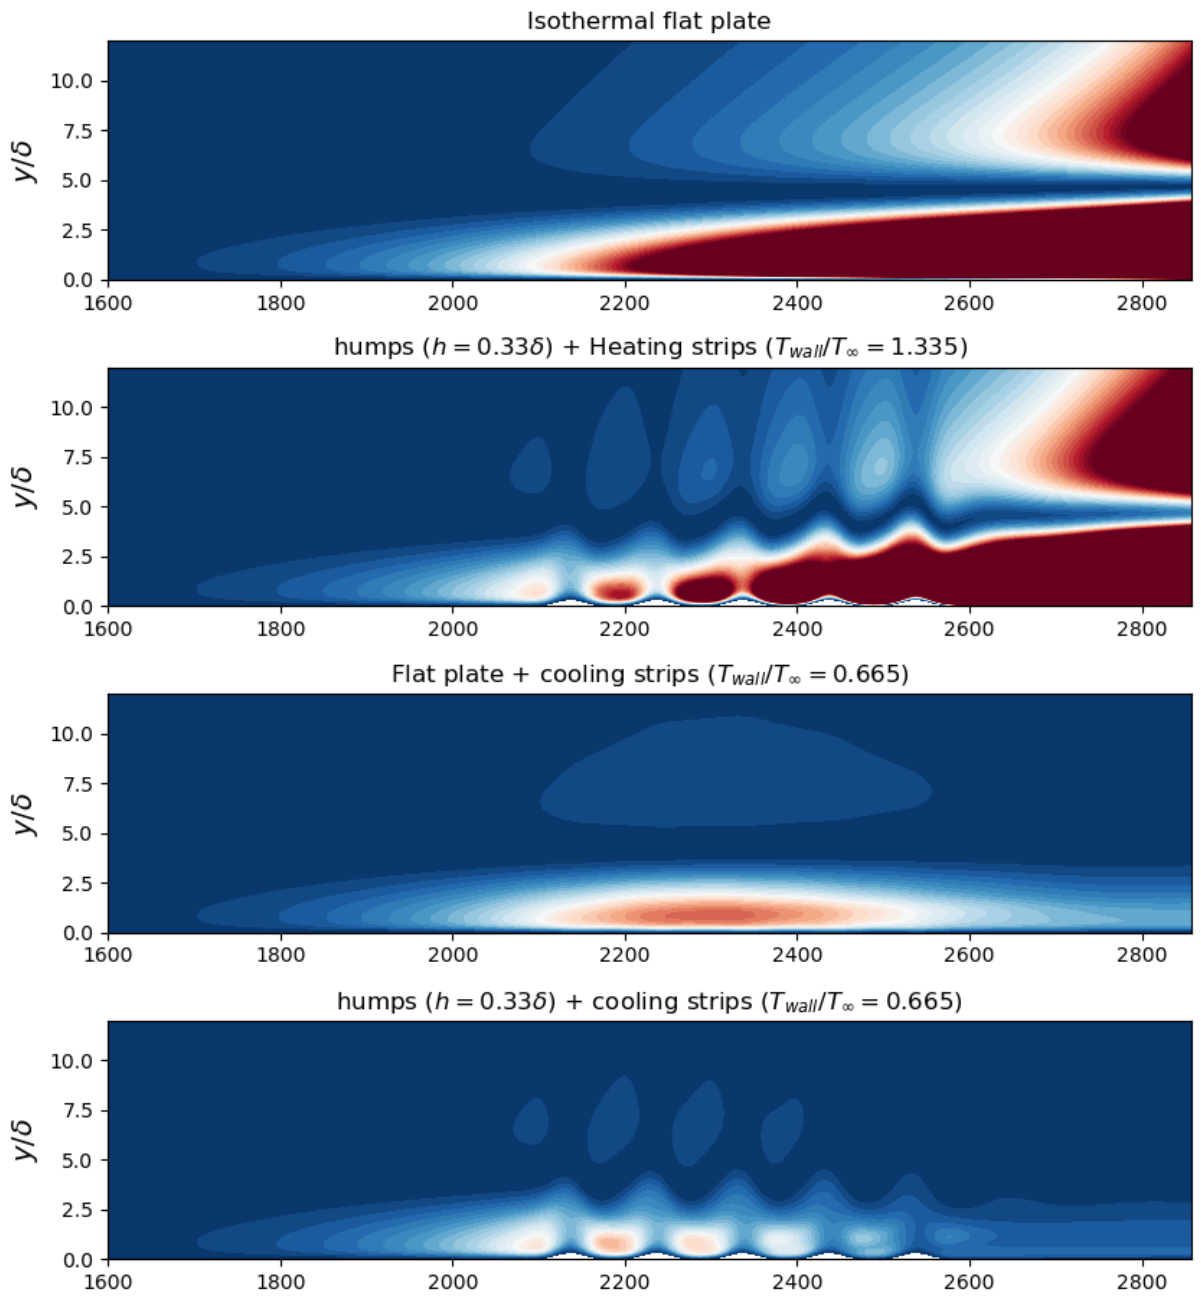 Isothermal flat plate
y/δ
10.0
7.5
5.0
2.5
0.0
1600 1800 2000 2200 2400 2600 2800
humps (h = 0.33δ) + Heating strips (T_wall/T_∞ = 1.335)
y/δ
10.0
7.5
5.0
2.5
0.0
1600 1800 2000 2200 2400 2600 2800
Flat plate + cooling strips (T_wall/T_∞ = 0.665)
y/δ
10.0
7.5
5.0
2.5
0.0
1600 1800 2000 2200 2400 2600 2800
humps (h = 0.33δ) + cooling strips (T_wall/T_∞ = 0.665)
y/δ
10.0
7.5
5.0
2.5
0.0
1600 1800 2000 2200 2400 2600 2800